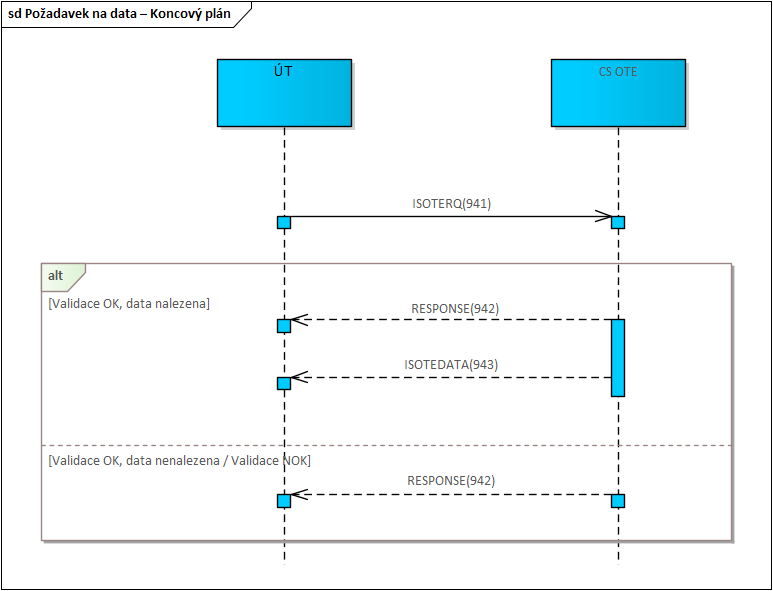 sd Požadavek na data – Koncový plán
ÚT
CS OTE
ISOTERQ(941)
alt
[Validace OK, data nalezena]
RESPONSE(942)
ISOTEDATA(943)
[Validace OK, data nenalezena / Validace NOK]
RESPONSE(942)